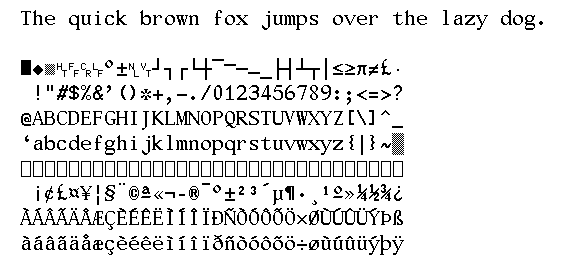 The quick brown fox jumps over the lazy dog.
█◆▒␉␌␍␊°±␤␋┘┐┌└┼⎺⎻─⎼⎽├┤┴┬│≤≥π≠£·
!"#$%&'()*+,-./0123456789:;<=>?
@ABCDEFGHIJKLMNOPQRSTUVWXYZ[\]^_
‘abcdefghijklmnopqrstuvwxyz{|}~▒
¡¢£¤¥¦§¨©ª«¬-®¯°±²³´µ¶·¸¹º»¼½¾¿
ÀÁÂÃÄÅÆÇÈÉÊËÌÍÎÏÐÑÒÓÔÕÖ×ØÙÚÛÜÝÞß
àáâãäåæçèéêëìíîïðñòóôõö÷øùúûüýþÿ